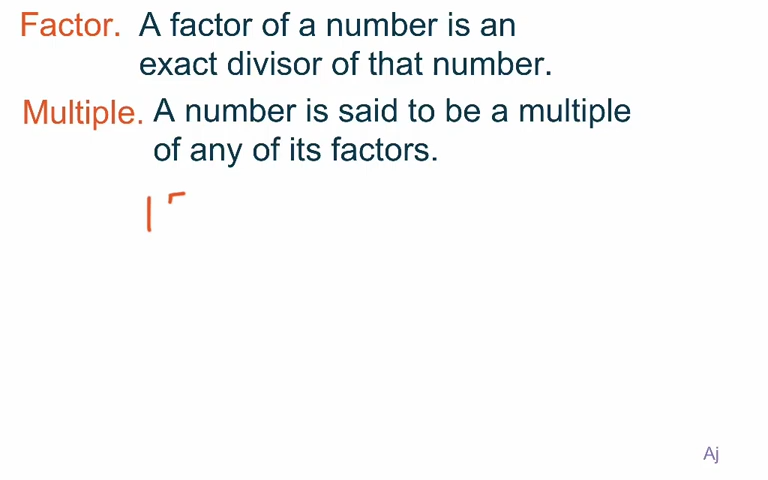 Factor. A factor of a number is an
exact divisor of that number.
Multiple. A number is said to be a multiple
of any of its factors.
1
Aj